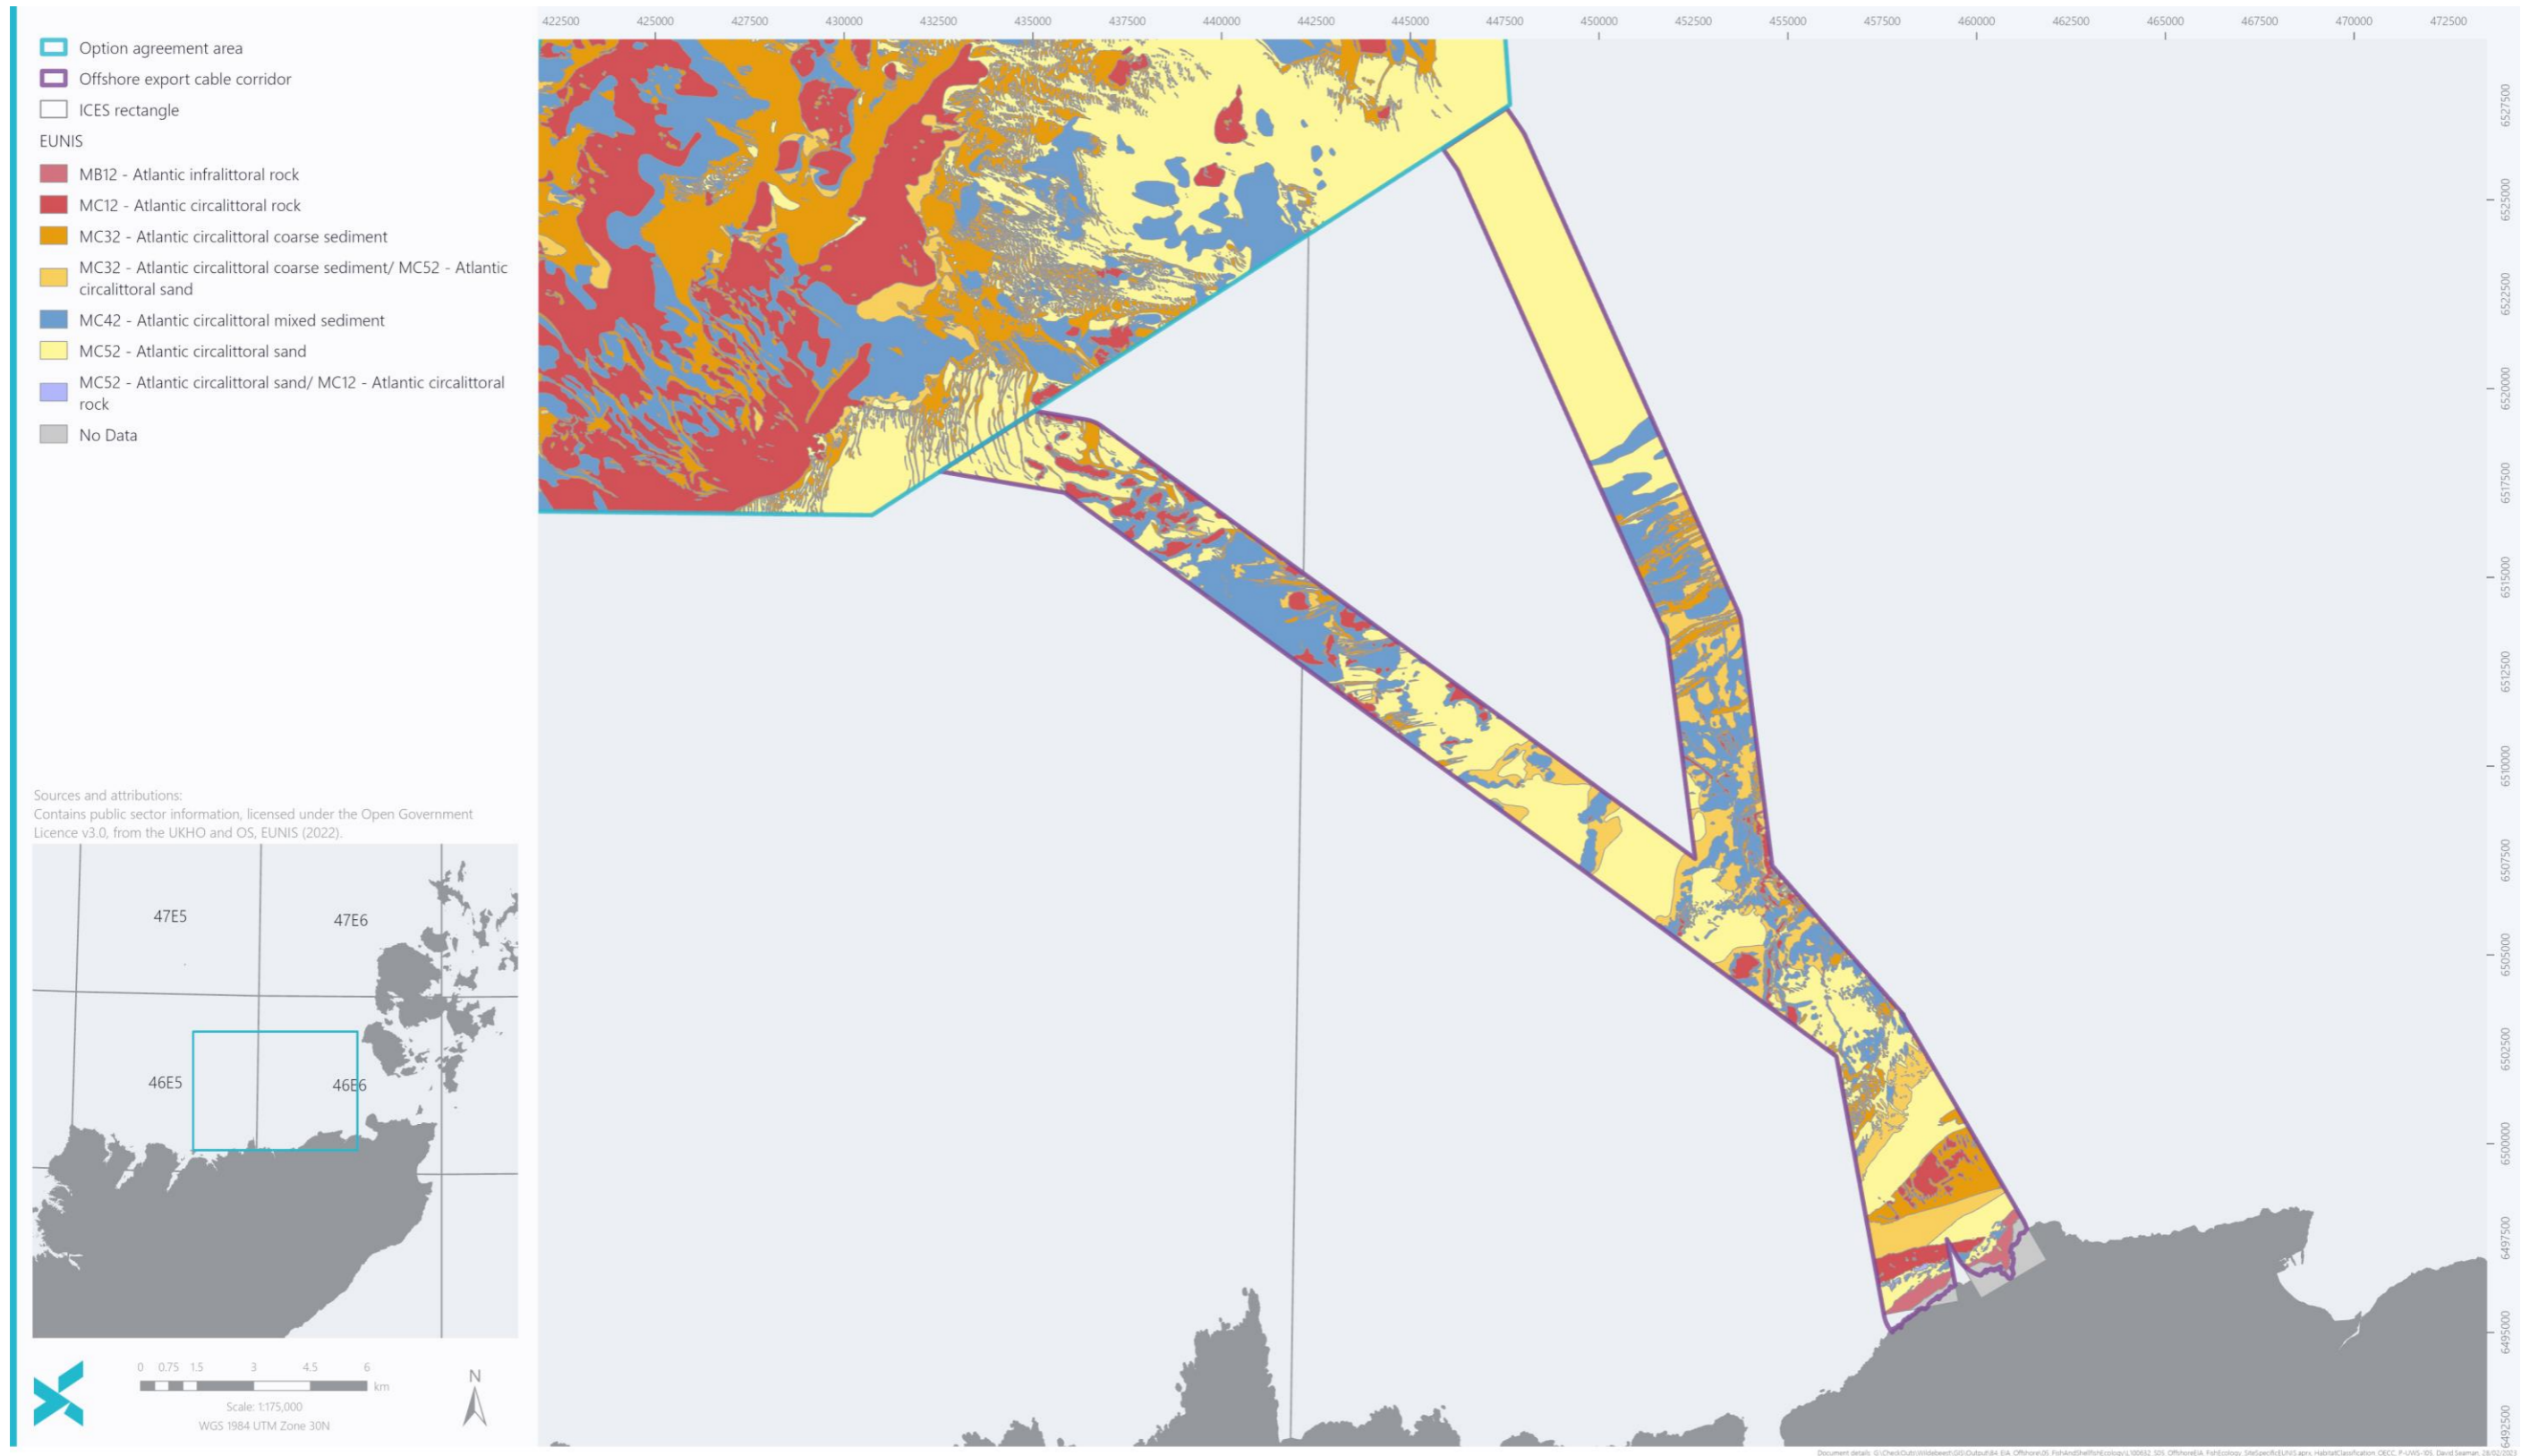 422500 425000 427500 430000 432500 435000 437500 440000 442500 445000 447500 450000 452500 455000 457500 460000 462500 465000 467500 470000 472500
Option agreement area
Offshore export cable corridor
ICES rectangle
EUNIS
MB12 - Atlantic infralittoral rock
MC12 - Atlantic circalittoral rock
MC32 - Atlantic circalittoral coarse sediment
MC32 - Atlantic circalittoral coarse sediment/ MC52 - Atlantic
circalittoral sand
MC42 - Atlantic circalittoral mixed sediment
MC52 - Atlantic circalittoral sand
MC52 - Atlantic circalittoral sand/ MC12 - Atlantic circalittoral
rock
No Data
6527500
6525000
6522500
6520000
6517500
6515000
6512500
6510000
6507500
6505000
6502500
6500000
6497500
6495000
6492500
Sources and attributions:
Contains public sector information, licensed under the Open Government
Licence v3.0, from the UKHO and OS, EUNIS (2022).
47E5
47E6
46E5
46E6
0 0.75 1.5 3 4.5 6
km
Scale: 1:175,000
WGS 1984 UTM Zone 30N
N